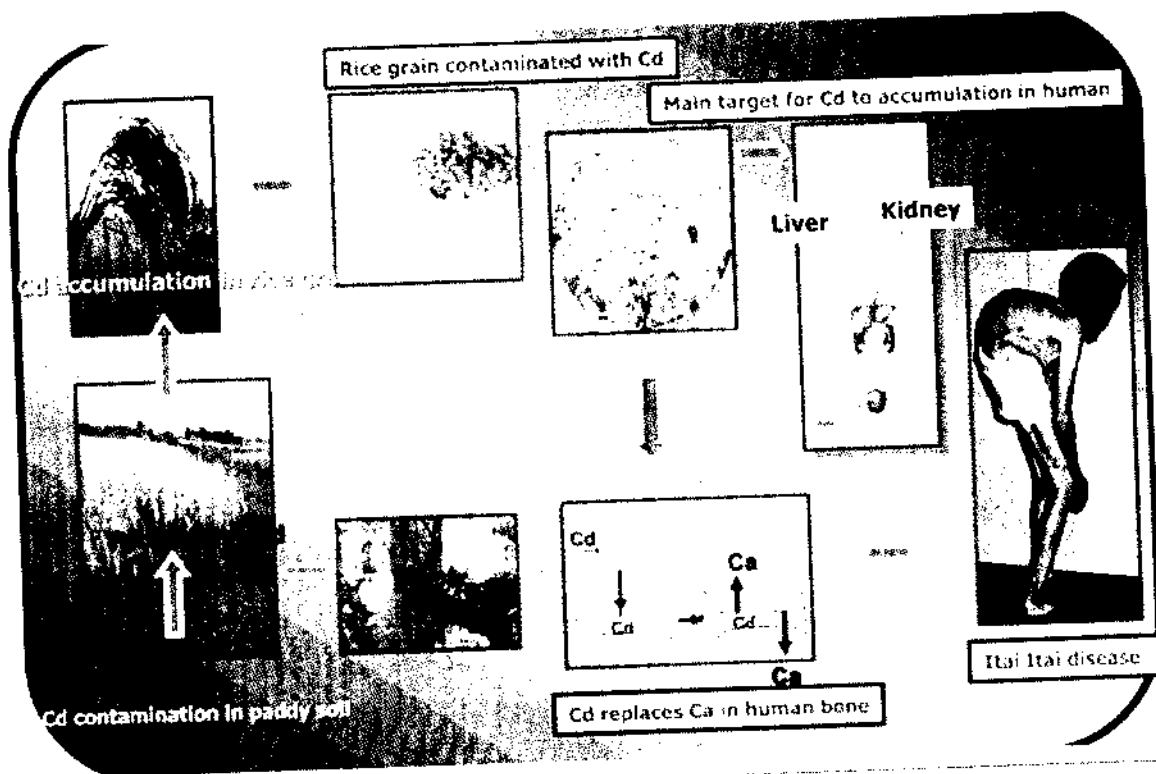 Rice grain contaminated with Cd
Main target for Cd to accumulation in human
Liver
Kidney
Cd accumulation in
Cd
Ca
Cd
Cd
Ca
Itai Itai disease
Cd replaces Ca in human bone
Cd contamination in paddy soil